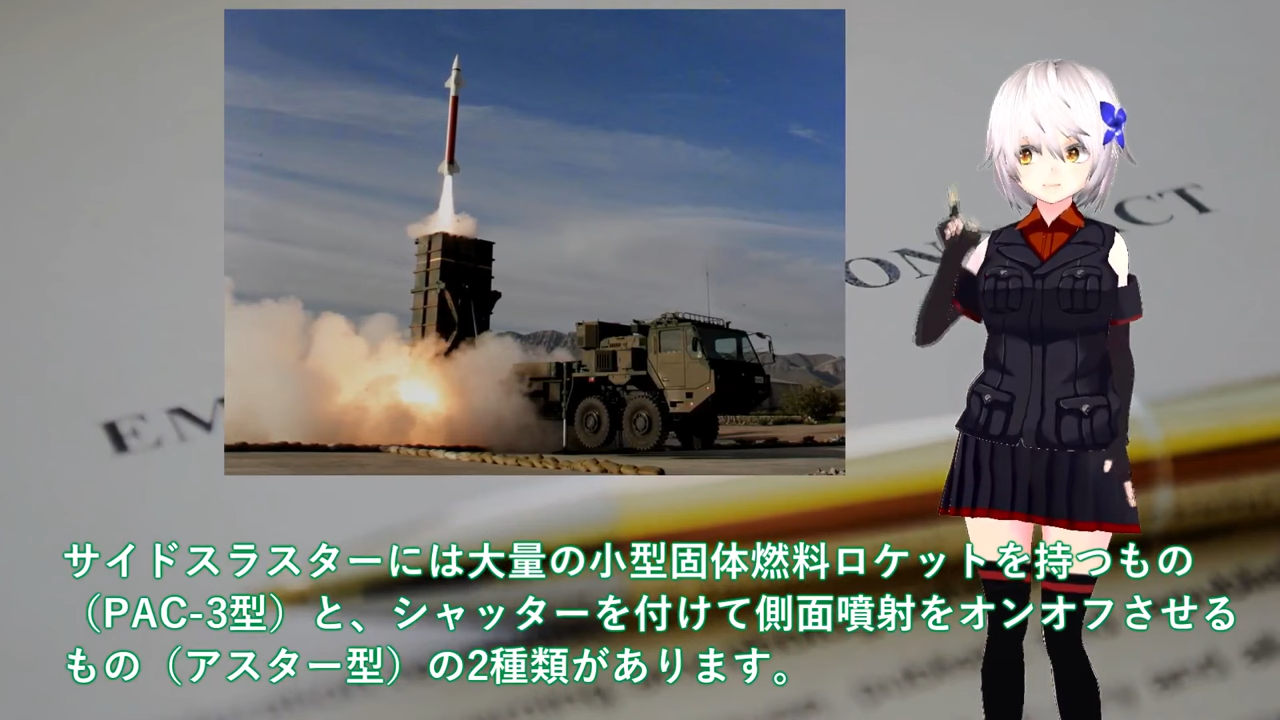 サイドスラスターには大量の小型固体燃料ロケットを持つもの
（PAC-3型）と、シャッターを付けて側面噴射をオンオフさせる
もの（アスター型）の2種類があります。